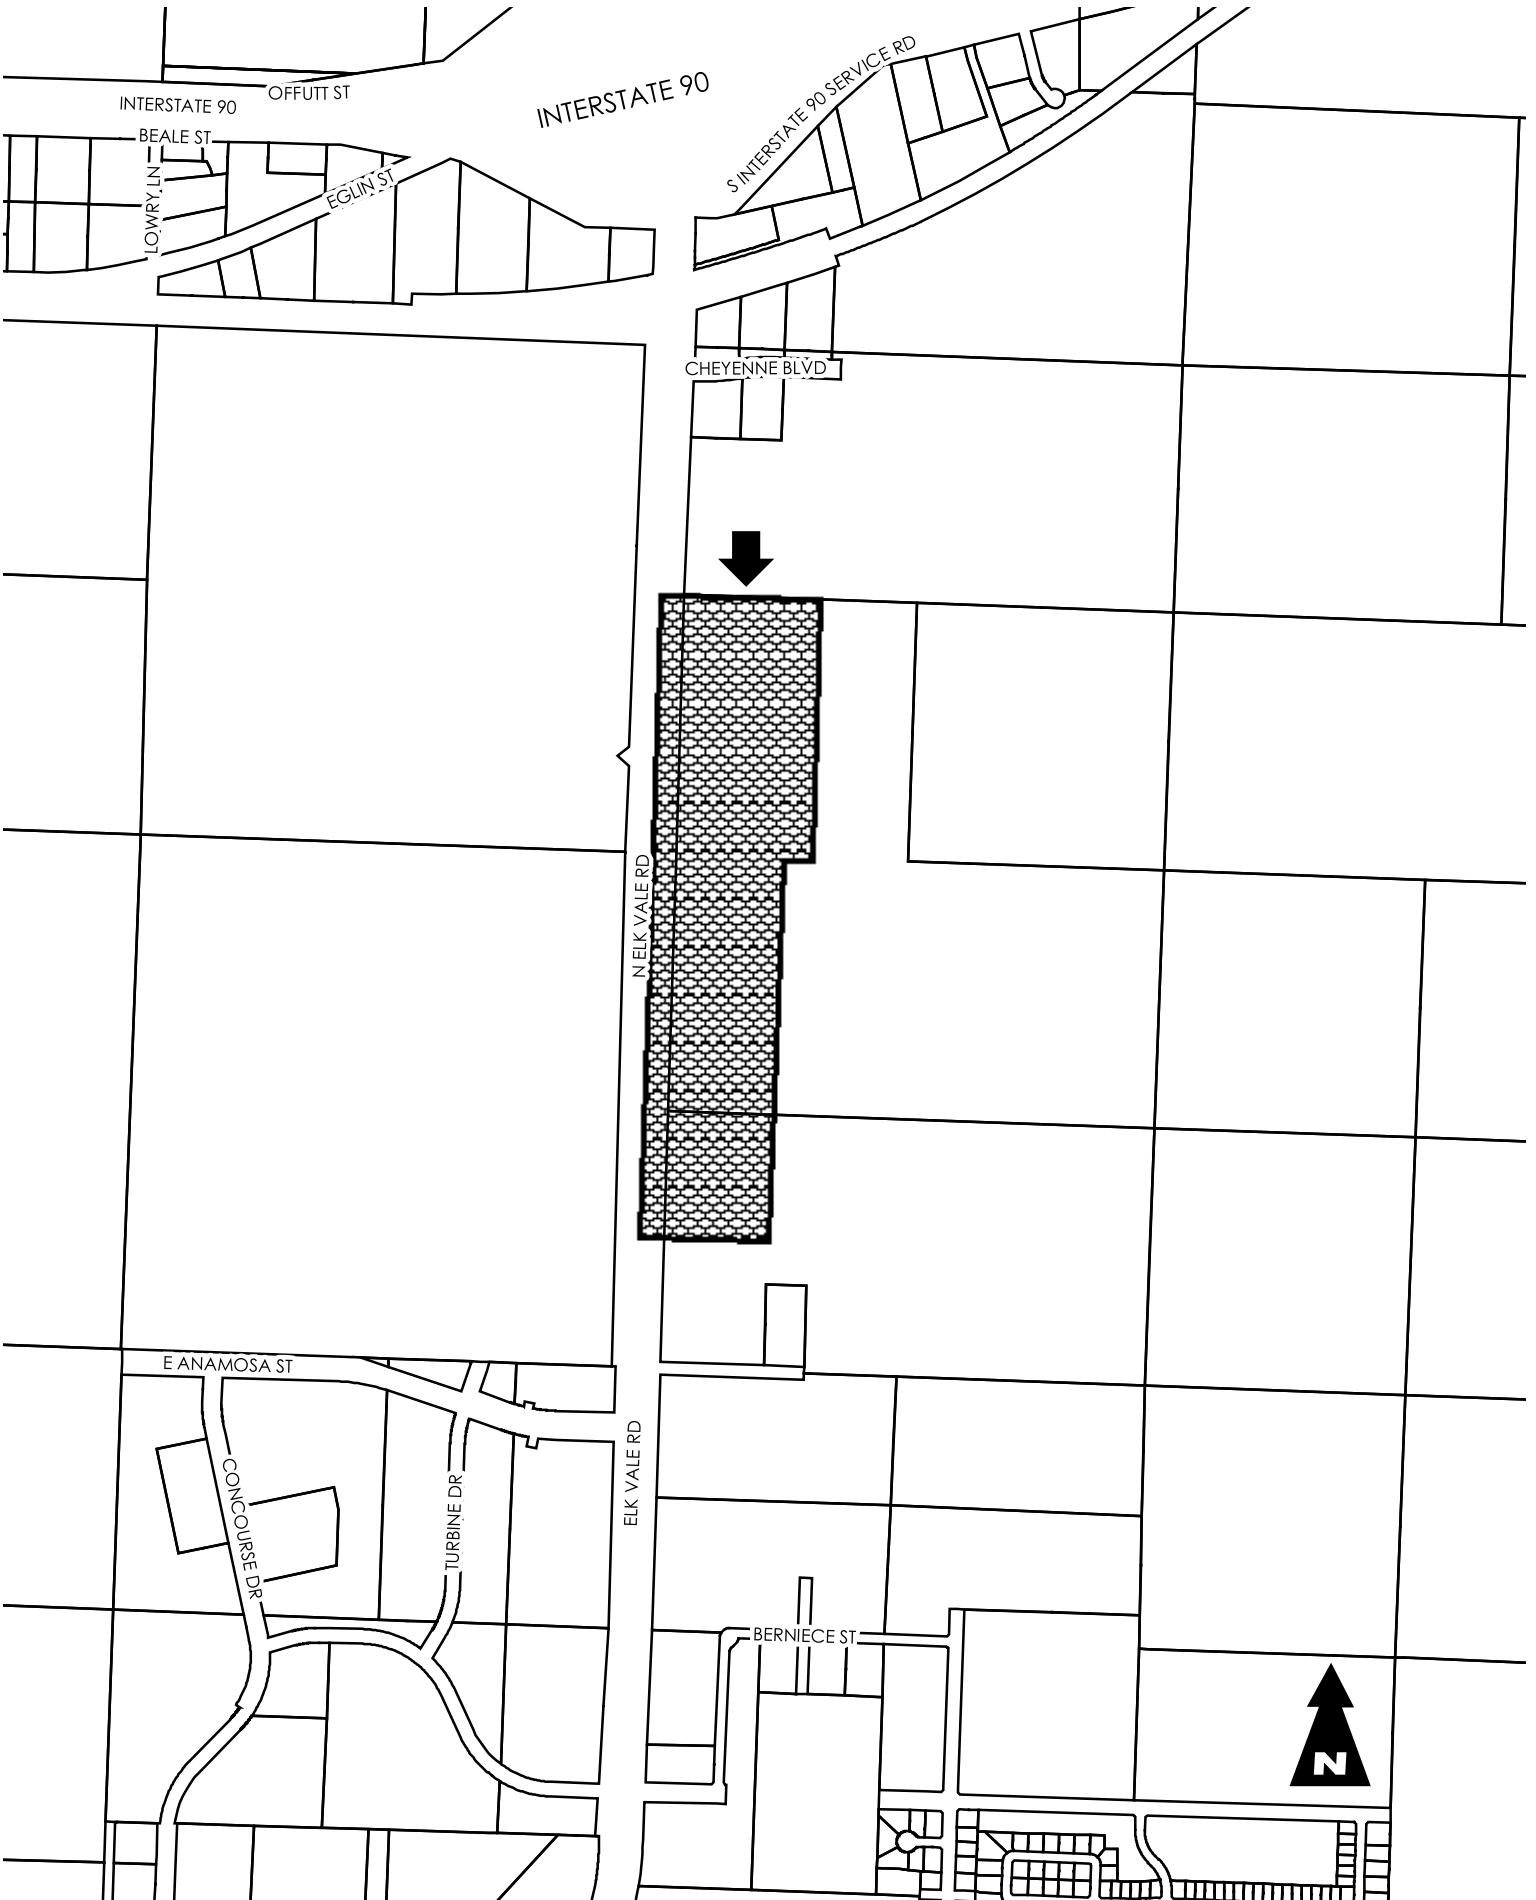 INTERSTATE 90
OFFUTT ST
INTERSTATE 90
BEALE ST
LOWRY LN
EGLIN ST
S INTERSTATE 90 SERVICE RD
CHEYENNE BLVD
N ELK VALE RD
E ANAMOSA ST
ELK VALE RD
CONCOURSE DR
TURBINE DR
BERNIECE ST
N